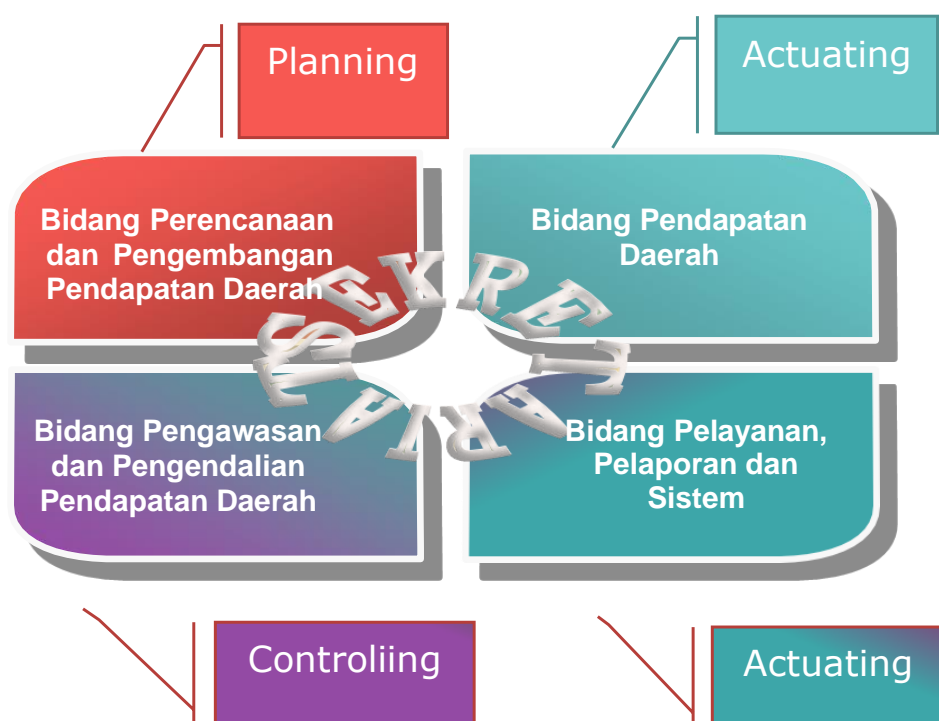 Planning
Actuating
Bidang Perencanaan
dan Pengembangan
Pendapatan Daerah
Bidang Pendapatan
Daerah
SEKRETARIAT
Bidang Pengawasan
dan Pengendalian
Pendapatan Daerah
Bidang Pelayanan,
Pelaporan dan
Sistem
Controliing
Actuating